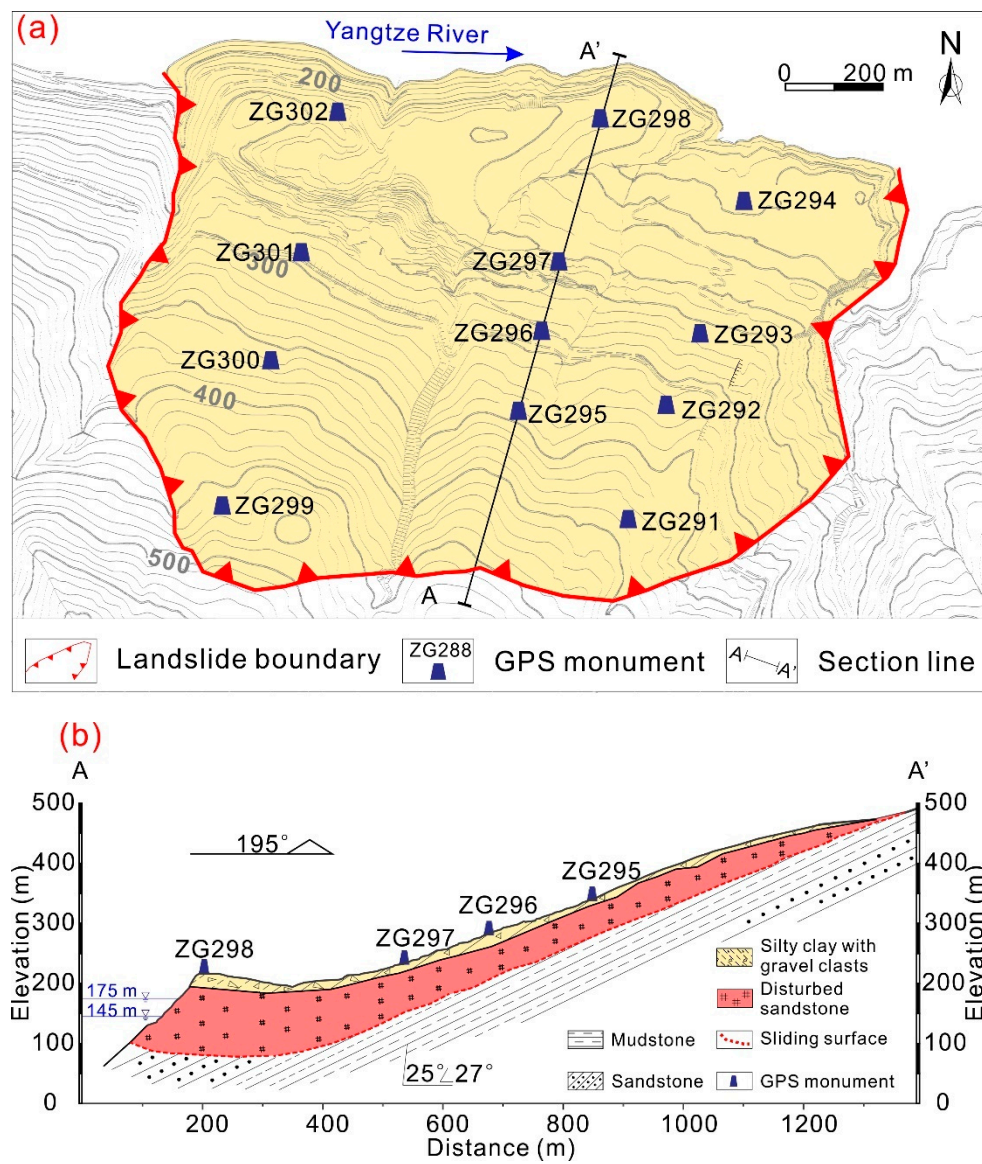 (a)
Yangtze River
A'
N
0 200 m
200
ZG302
ZG298
ZG294
ZG301
300
ZG297
ZG296
ZG293
ZG300
400
ZG295
ZG292
ZG299
ZG291
500
A
Landslide boundary
ZG288
GPS monument
A A'
Section line
(b)
A A'
500 500
195°
400 400
ZG295
ZG296
300 300
ZG298
ZG297
Silty clay with
gravel clasts
200 200
175 m
145 m
Disturbed
sandstone
Elevation (m)
Elevation (m)
Mudstone
Sliding surface
100 100
25°∠27°
Sandstone
GPS monument
0 0
200 400 600 800 1000 1200
Distance (m)